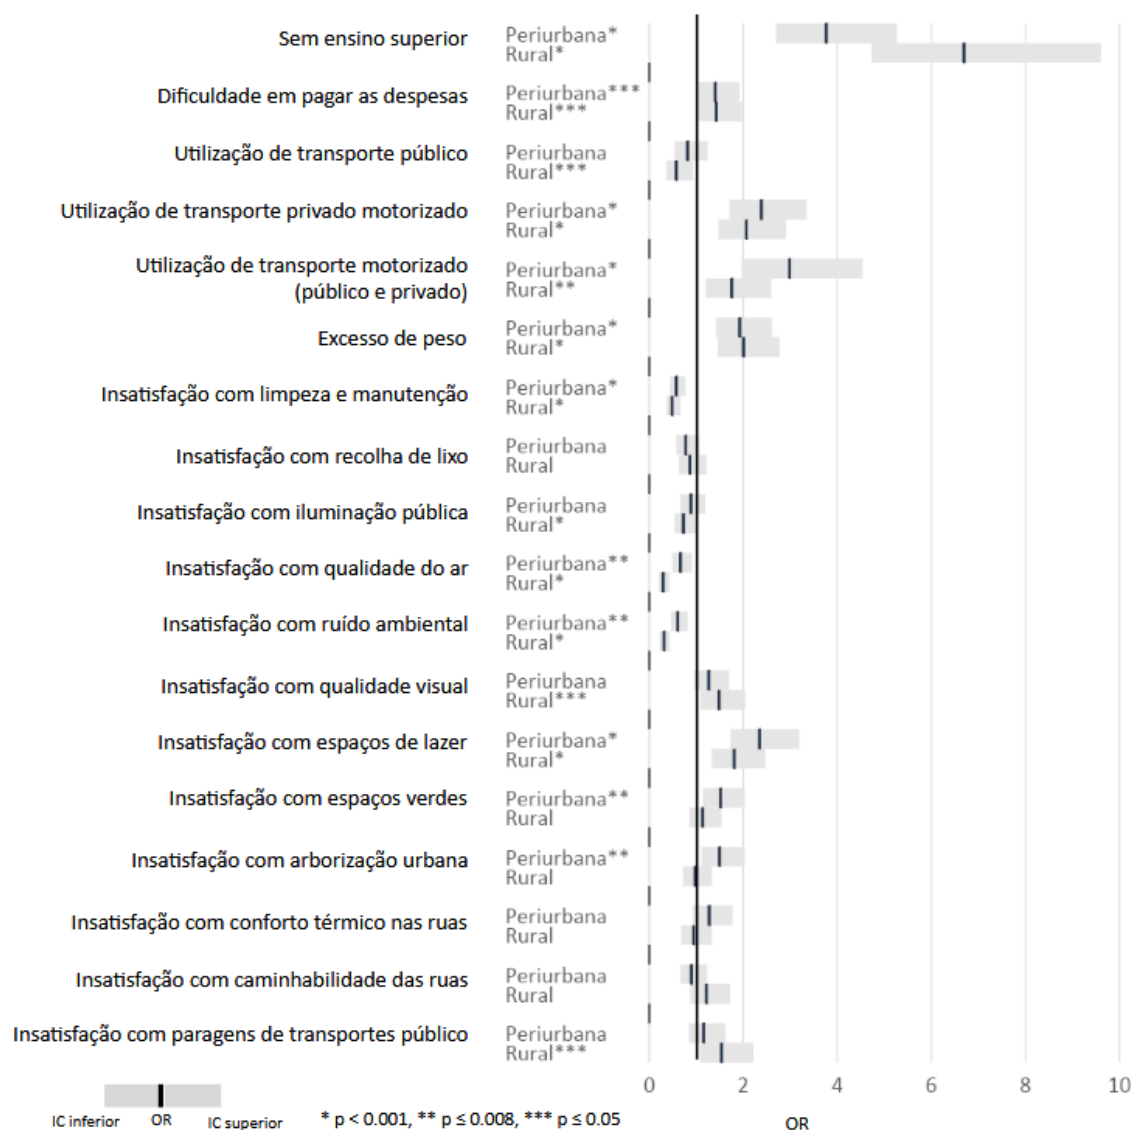 Sem ensino superior
Periurbana*
Rural*
Dificuldade em pagar as despesas
Periurbana***
Rural***
Utilização de transporte público
Periurbana
Rural***
Utilização de transporte privado motorizado
Periurbana*
Rural*
Utilização de transporte motorizado
(público e privado)
Periurbana*
Rural**
Excesso de peso
Periurbana*
Rural*
Insatisfação com limpeza e manutenção
Periurbana*
Rural*
Insatisfação com recolha de lixo
Periurbana
Rural
Insatisfação com iluminação pública
Periurbana
Rural*
Insatisfação com qualidade do ar
Periurbana**
Rural*
Insatisfação com ruído ambiental
Periurbana**
Rural*
Insatisfação com qualidade visual
Periurbana
Rural***
Insatisfação com espaços de lazer
Periurbana*
Rural*
Insatisfação com espaços verdes
Periurbana**
Rural
Insatisfação com arborização urbana
Periurbana**
Rural
Insatisfação com conforto térmico nas ruas
Periurbana
Rural
Insatisfação com caminhabilidade das ruas
Periurbana
Rural
Insatisfação com paragens de transportes público
Periurbana
Rural***
0 2 4 6 8 10
OR
IC inferior OR IC superior
* p < 0.001, ** p ≤ 0.008, *** p ≤ 0.05